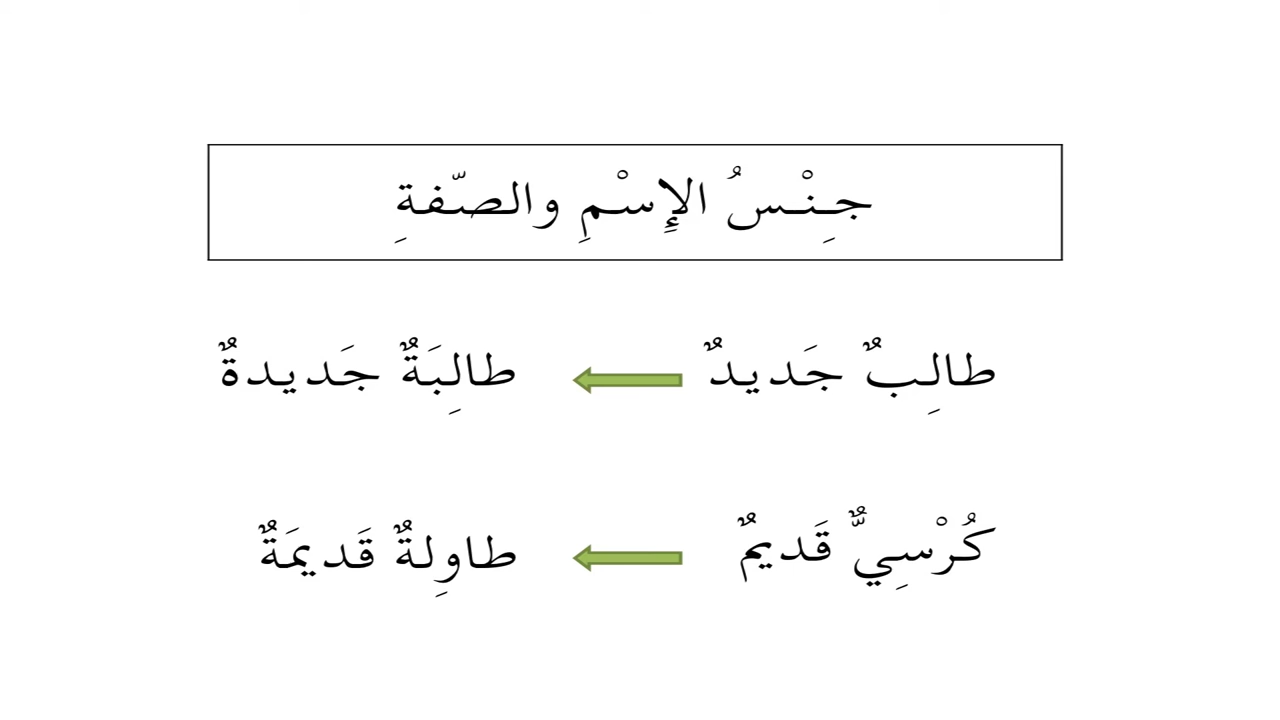 جِنْسُ الإِسْمِ والصّفةِ
طالِبٌ جَديدٌ طالِبَةٌ جَديدةٌ
كُرْسِيٌّ قَديمٌ طاوِلةٌ قَديمَةٌ